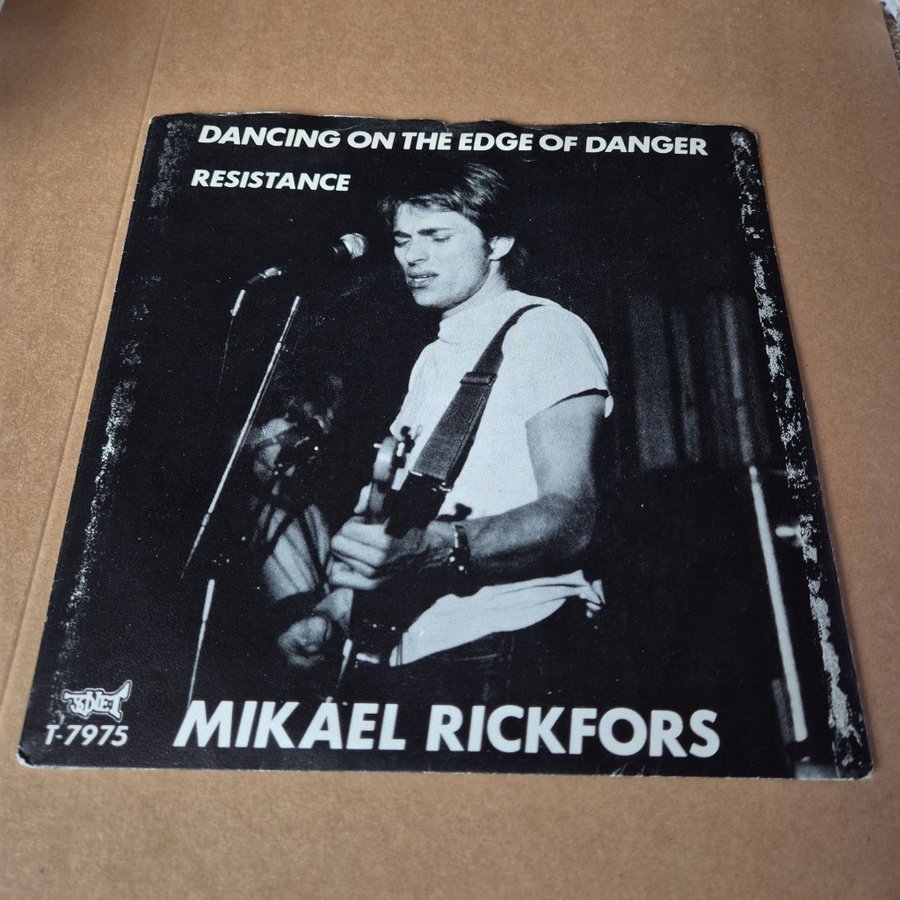 DANCING ON THE EDGE OF DANGER
RESISTANCE
T-7975
MIKAEL RICKFORS